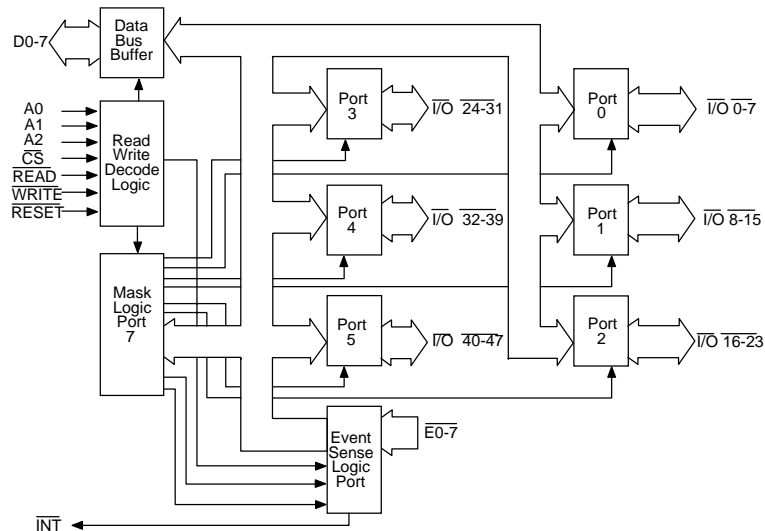 D0-7
Data
Bus
Buffer
A0
A1
A2
CS
READ
WRITE
RESET
Read
Write
Decode
Logic
Mask
Logic
Port
7
Port
3
I/O 24-31
Port
4
I/O 32-39
Port
5
I/O 40-47
Port
0
I/O 0-7
Port
1
I/O 8-15
Port
2
I/O 16-23
Event
Sense
Logic
Port
E0-7
INT